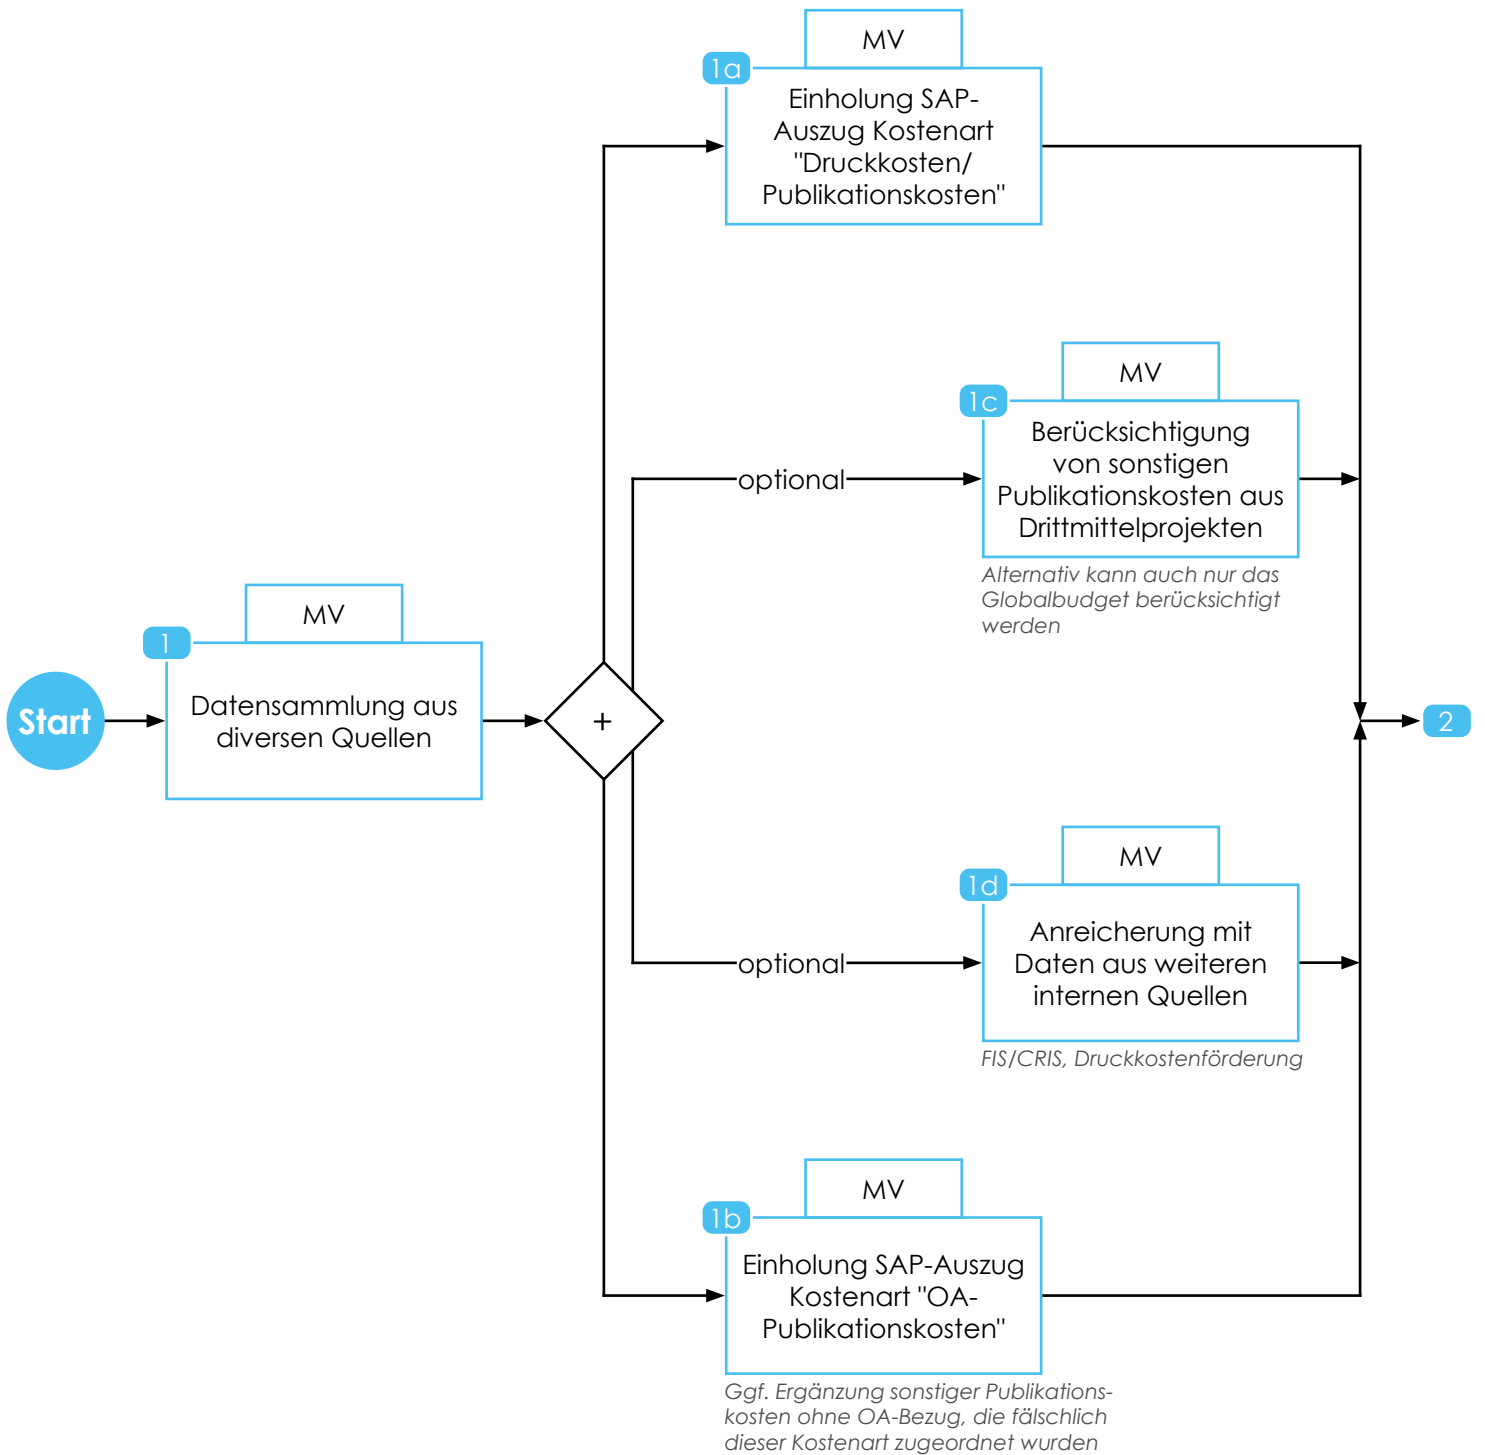 MV
1a
Einholung SAP-
Auszug Kostenart
"Druckkosten/
Publikationskosten"
MV
1c
Berücksichtigung
von sonstigen
Publikationskosten aus
Drittmittelprojekten
optional
Alternativ kann auch nur das
Globalbudget berücksichtigt
werden
MV
1
Datensammlung aus
diversen Quellen
Start
+
2
MV
1d
Anreicherung mit
Daten aus weiteren
internen Quellen
optional
FIS/CRIS, Druckkostenförderung
MV
1b
Einholung SAP-Auszug
Kostenart "OA-
Publikationskosten"
Ggf. Ergänzung sonstiger Publikations-
kosten ohne OA-Bezug, die fälschlich
dieser Kostenart zugeordnet wurden